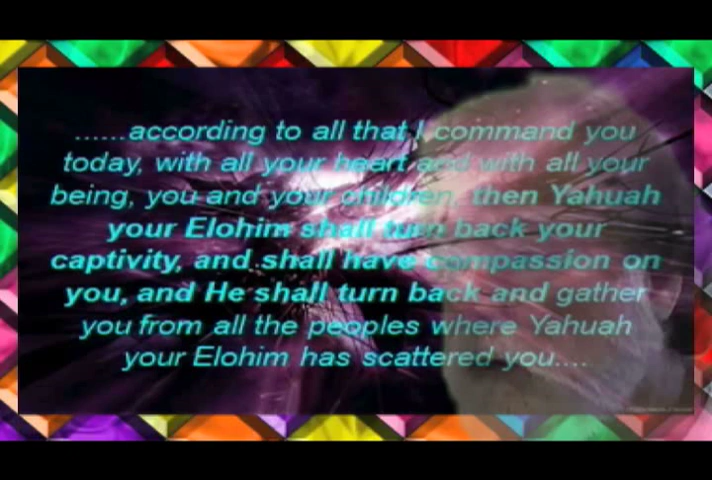 ......according to all that I command you
today, with all your heart and with all your
being, you and your children, then Yahuah
your Elohim shall turn back your
captivity, and shall have compassion on
you, and He shall turn back and gather
you from all the peoples where Yahuah
your Elohim has scattered you....